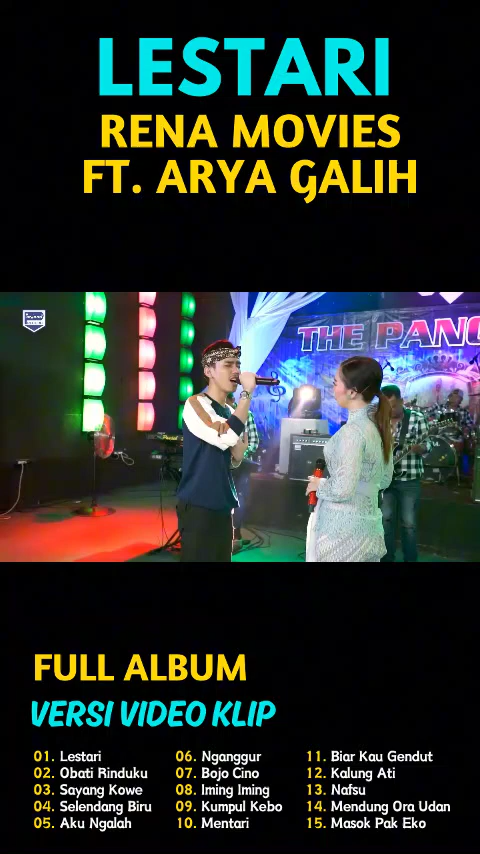 LESTARI
RENA MOVIES
FT. ARYA GALIH
THE PANO
FULL ALBUM
VERSI VIDEO KLIP
01. Lestari
02. Obati Rinduku
03. Sayang Kowe
04. Selendang Biru
05. Aku Ngalah
06. Nganggur
07. Bojo Cino
08. Iming Iming
09. Kumpul Kebo
10. Mentari
11. Biar Kau Gendut
12. Kalung Ati
13. Nafsu
14. Mendung Ora Udan
15. Masok Pak Eko